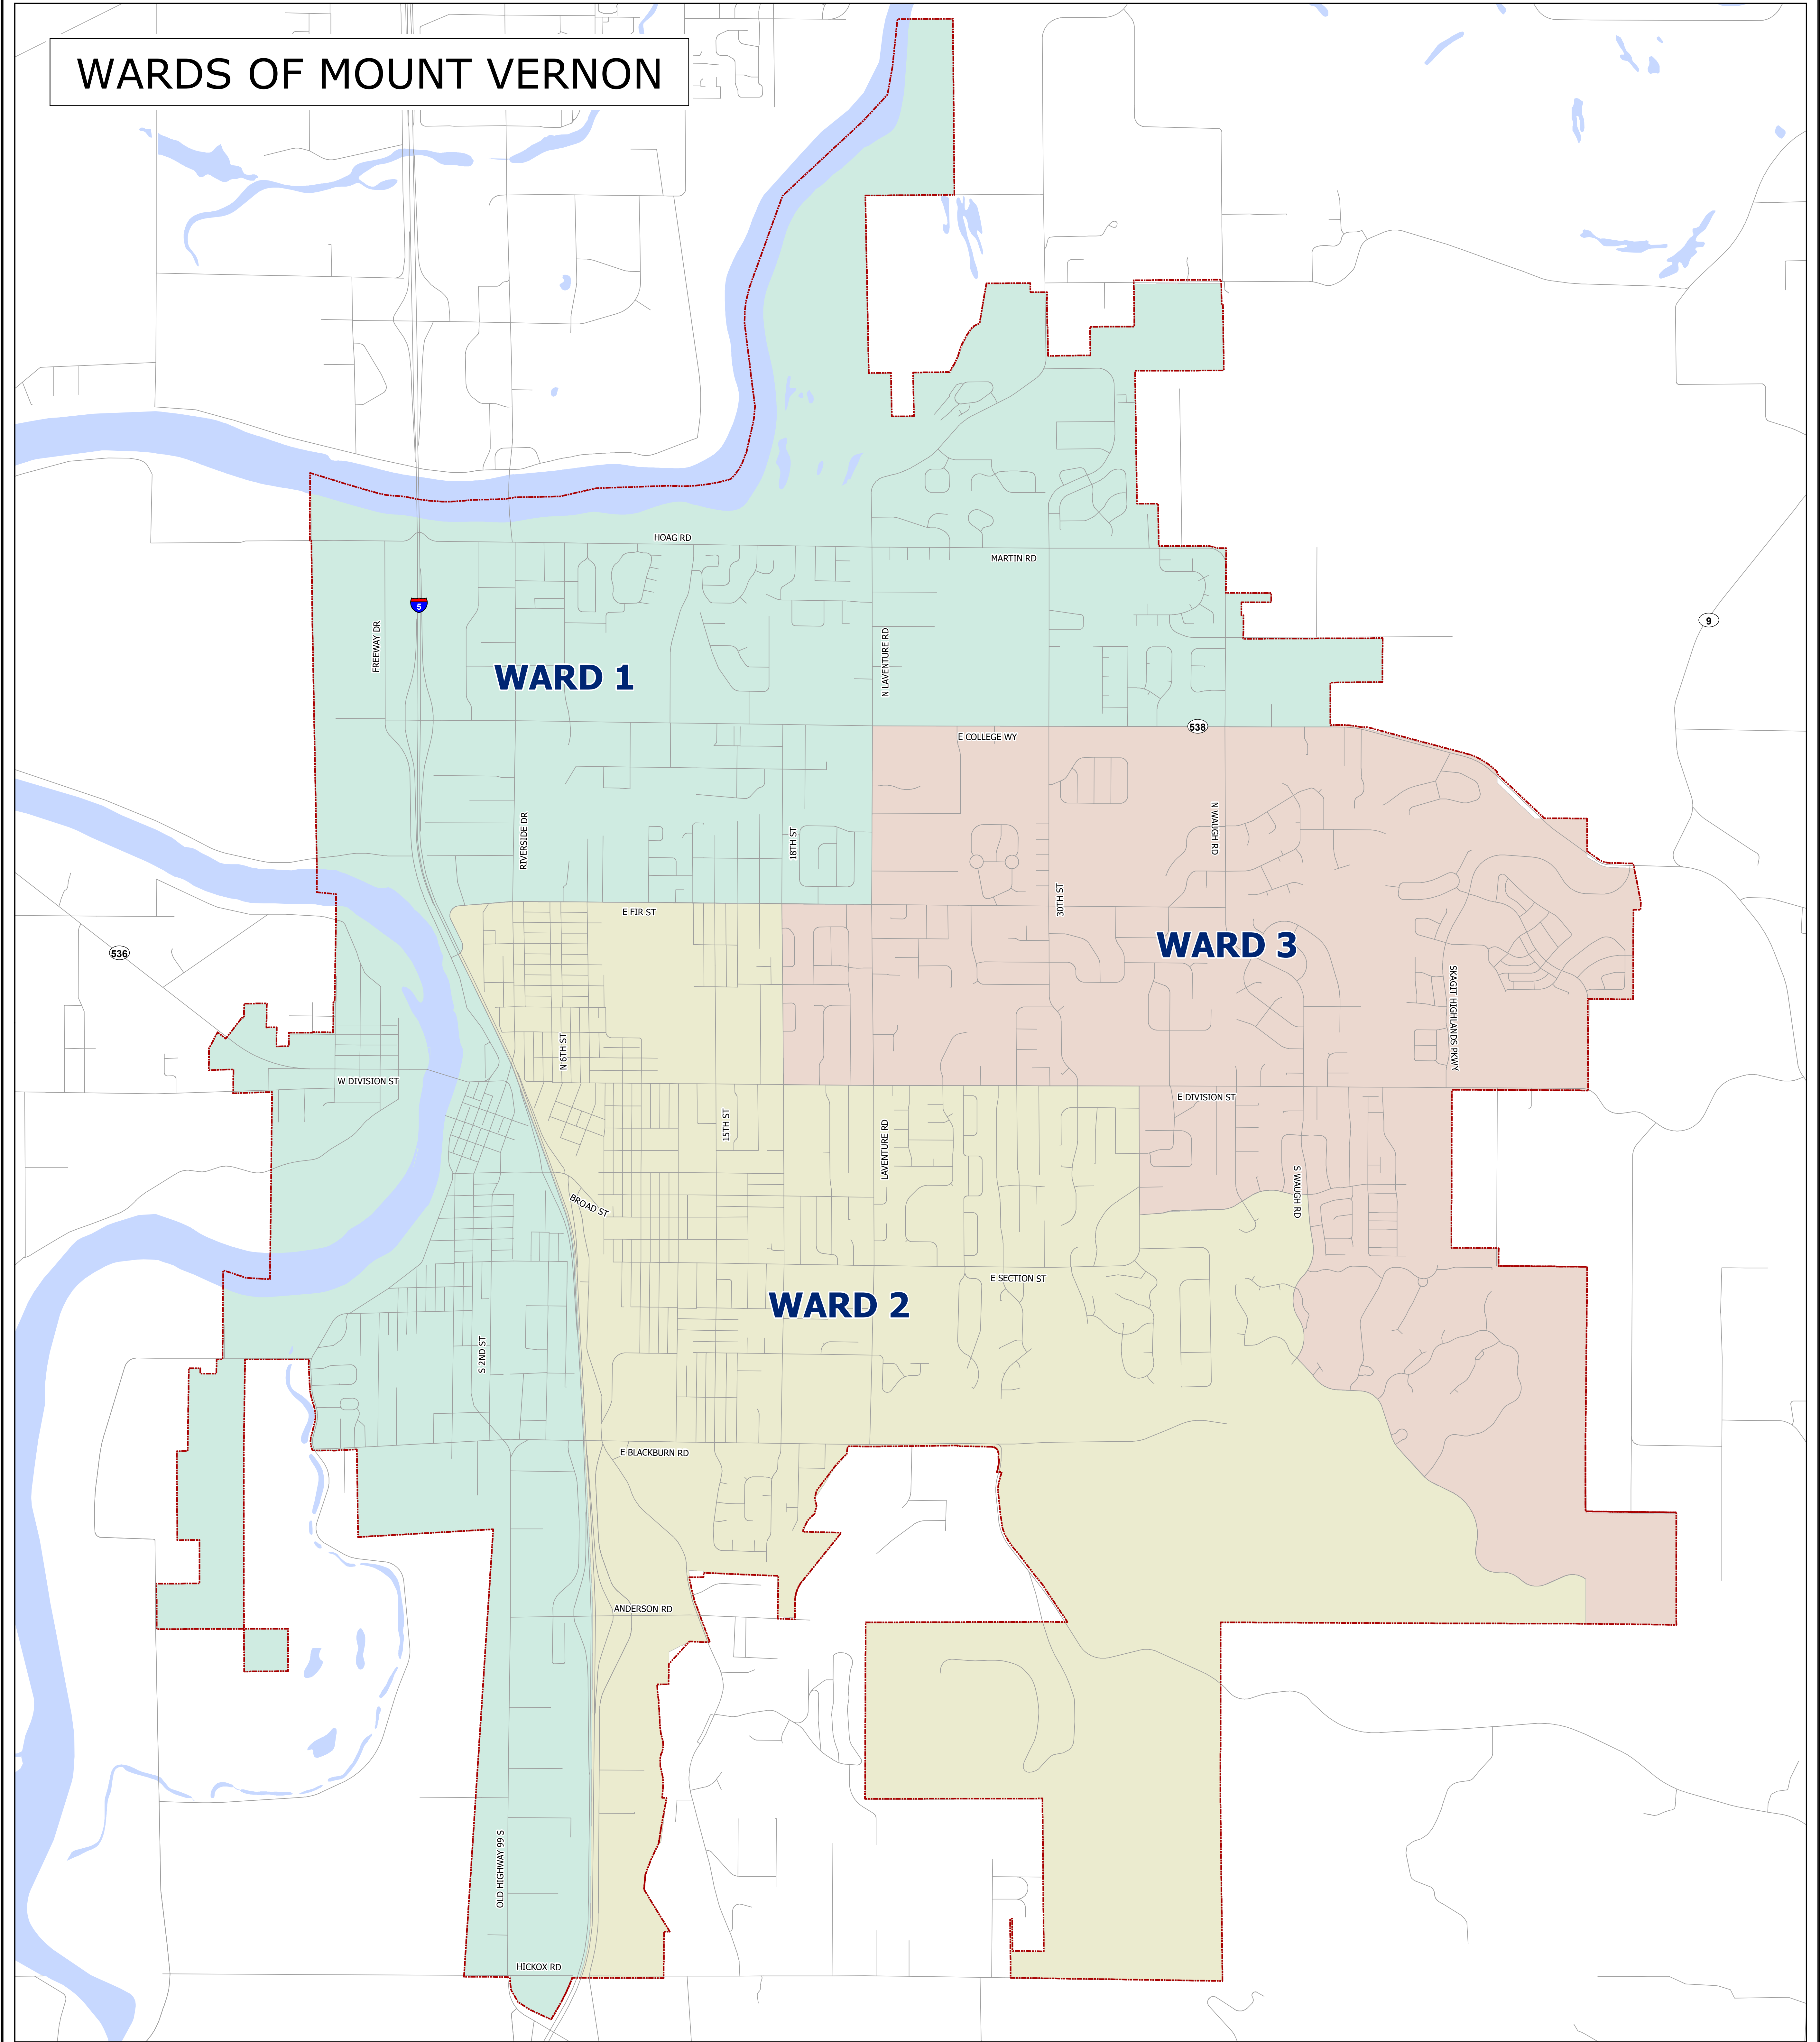 WARDS OF MOUNT VERNON
HOAG RD
MARTIN RD
5
9
FREEWAY DR
N LAVENTURE RD
WARD 1
538
E COLLEGE WY
RIVERSIDE DR
18TH ST
N WAUGH RD
30TH ST
E FIR ST
WARD 3
536
SKAGIT HIGHLANDS PKWY
N 6TH ST
W DIVISION ST
E DIVISION ST
15TH ST
LAVENTURE RD
S WAUGH RD
BROAD ST
E SECTION ST
WARD 2
S 2ND ST
E BLACKBURN RD
ANDERSON RD
OLD HIGHWAY 99 S
HICKOX RD